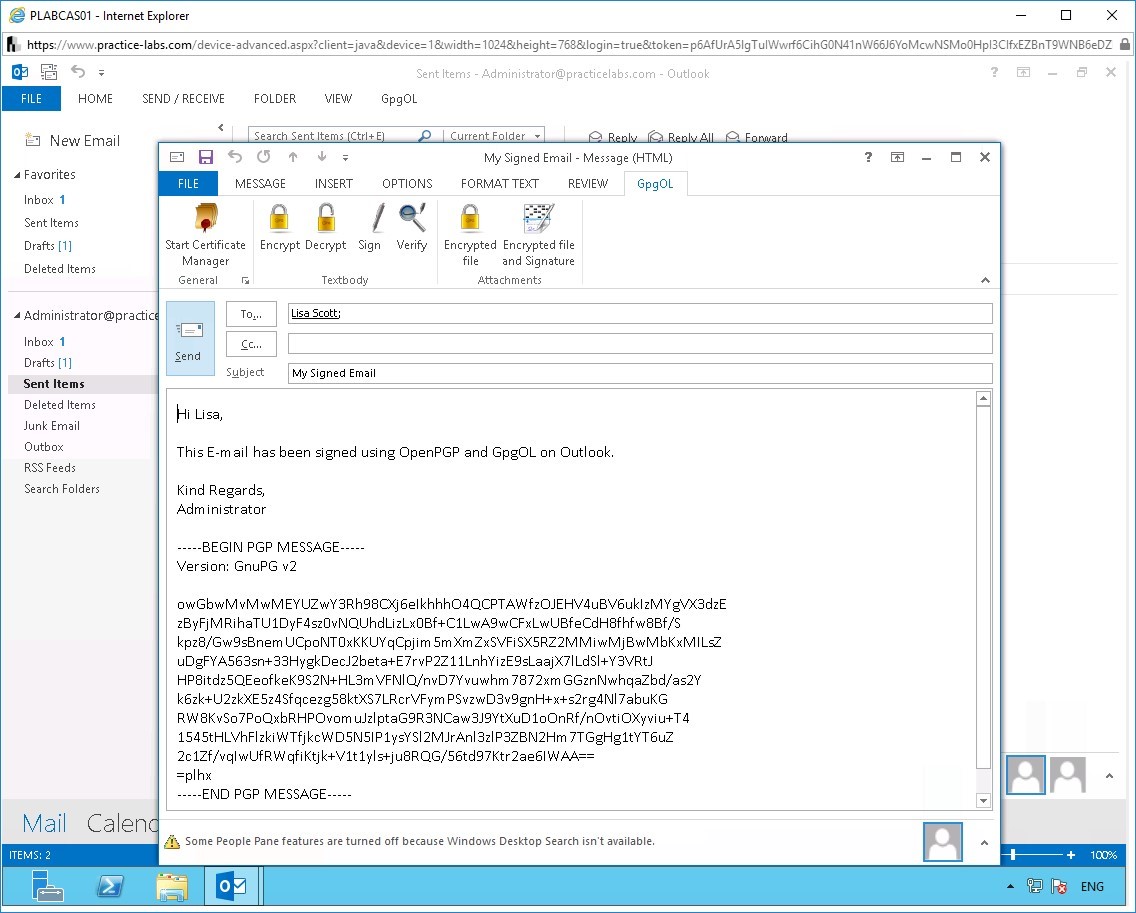 PLABCAS01 - Internet Explorer
https://www.practice-labs.com/device-advanced.aspx?client=java&device=1&width=1024&height=768&login=true&token=p6AfUrA5IgTulWwrf6CihG0N41nW66J6YoMcwNSMo0HpI3CIfxEZBnT9WNB6eDZ
Sent Items - Administrator@practicelabs.com - Outlook
FILE HOME SEND / RECEIVE FOLDER VIEW GpgOL
New Email
Search Sent Items (Ctrl+E) Current Folder Reply Reply All Forward
Favorites
Inbox 1
Sent Items
Drafts [1]
Deleted Items
Administrator@practice
Inbox 1
Drafts [1]
Sent Items
Deleted Items
Junk Email
Outbox
RSS Feeds
Search Folders
Mail Calend
ITEMS: 2
My Signed Email - Message (HTML)
FILE MESSAGE INSERT OPTIONS FORMAT TEXT REVIEW GpgOL
Start Certificate Manager
Encrypt Decrypt Sign Verify
Encrypted file
Encrypted file and Signature
General Textbody Attachments
Send
To...
Lisa Scott;
Cc...
Subject
My Signed Email
Hi Lisa,
This E-mail has been signed using OpenPGP and GpgOL on Outlook.
Kind Regards,
Administrator
-----BEGIN PGP MESSAGE-----
Version: GnuPG v2
owGbwMvMwMEYUZwY3Rh98CXj6eIkhhhO4QCPTAWfzOJEHV4uBV6ukIzMYgVX3dzE
zByFjMRihaTU1DyF4sz0vNQUhdLizLx0Bf+C1LwA9wCFxLwUBfeCdH8fhfw8Bf/S
kpz8/Gw9sBnemUCpoNT0xKKUYqCpjim5mXmZxSVFiSX5RZ2MMiwMjBwMbKxMILsZ
uDgFYA563sn+33HygkDecJ2beta+E7rvP2Z11LnhYizE9sLaajX7lLdSl+Y3VRtJ
HP8itdz5QEeofkeK9S2N+HL3mVFNlQ/nvD7Yvuwhm7872xmGGznNwhqaZbd/as2Y
k6zk+U2zkXE5z4Sfqcezg58ktXS7LRcrVFymPSvzwD3v9gnH+x+s2rg4Nl7abuKG
RW8KvSo7PoQxbRHPOvomuJzlptaG9R3NCaw3J9YtXuD1oOnRf/nOvtiOXyviu+T4
1545tHLVhFlzkiWTfjkcWD5N5IP1ysYSl2MJrAnl3zlP3ZBN2Hm7TGgHg1tYT6uZ
2c1Zf/vqIwUfRWqfiKtjk+V1t1yls+ju8RQG/56td97Ktr2ae6IWAA==
=plhx
-----END PGP MESSAGE-----
Some People Pane features are turned off because Windows Desktop Search isn't available.
100%
ENG